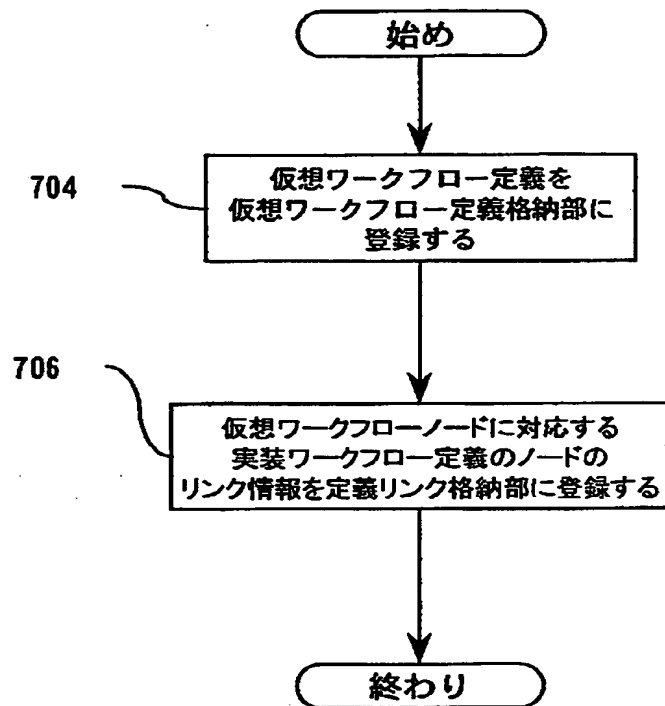 始め
704
仮想ワークフロー定義を
仮想ワークフロー定義格納部に
登録する
706
仮想ワークフローノードに対応する
実装ワークフロー定義のノードの
リンク情報を定義リンク格納部に登録する
終わり